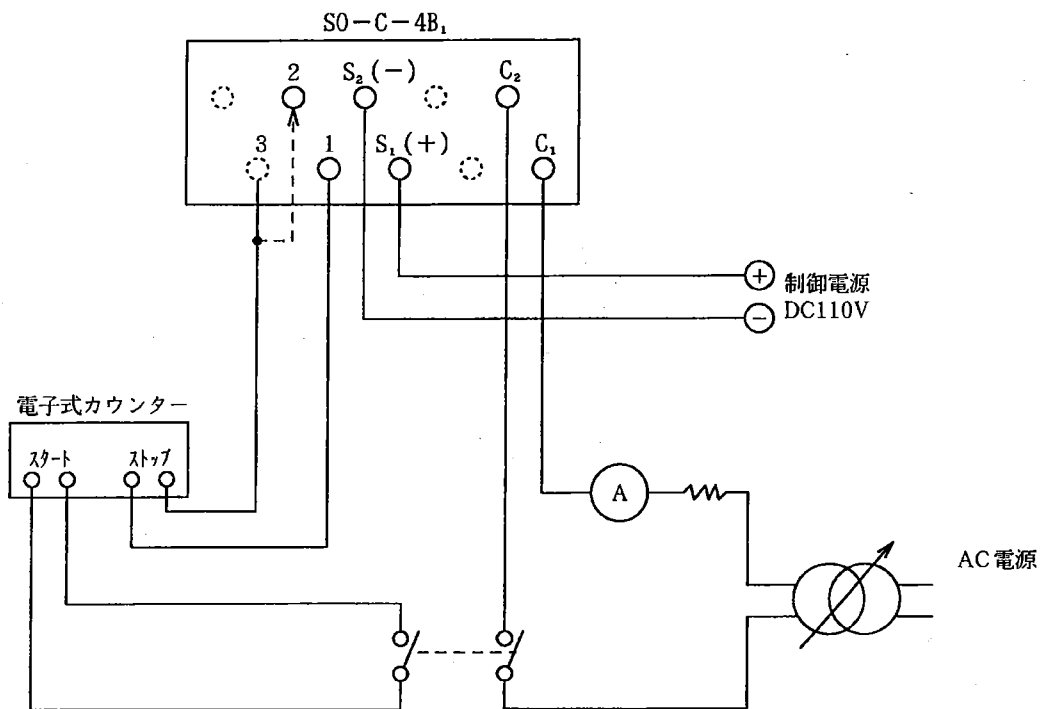 SO-C-4B₁
2 S₂(-) C₂
3 1 S₁(+) C₁
+ 制御電源
- DC110V
電子式カウンター
スタート ストップ
A
AC電源